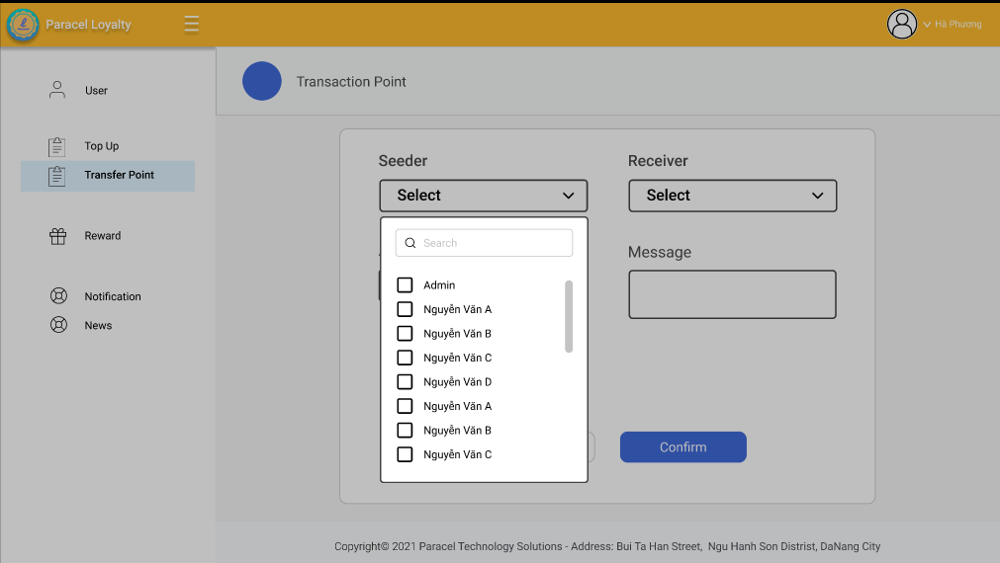 Paracel Loyalty
Hà Phương
User
Top Up
Transfer Point
Reward
Notification
News
Transaction Point
Seeder
Receiver
Select
Select
Search
Admin
Nguyễn Văn A
Nguyễn Văn B
Nguyễn Văn C
Nguyễn Văn D
Nguyễn Văn A
Nguyễn Văn B
Nguyễn Văn C
Message
Confirm
Copyright© 2021 Paracel Technology Solutions - Address: Bui Ta Han Street, Ngu Hanh Son Distrist, DaNang City